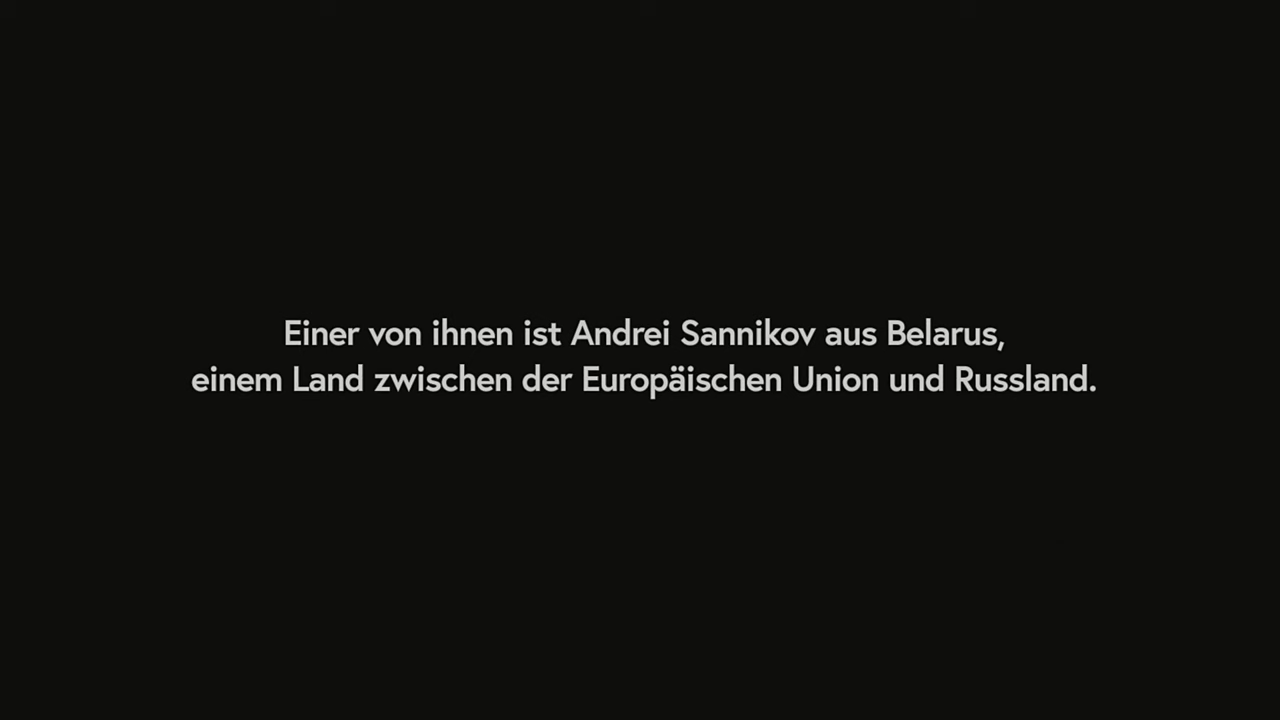 Einer von ihnen ist Andrei Sannikov aus Belarus,
einem Land zwischen der Europäischen Union und Russland.